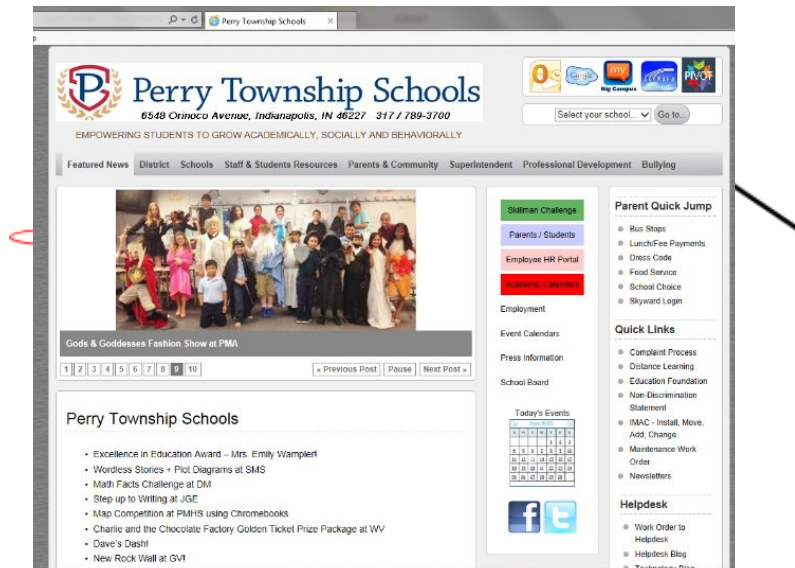 Perry Township Schools
Perry Township Schools
6548 Orinoco Avenue, Indianapolis, IN 46227 317 / 789-3700
EMPOWERING STUDENTS TO GROW ACADEMICALLY, SOCIALLY AND BEHAVIORALLY
my
Big Campus
PIVOT
Select your school...
Go to...
Featured News District Schools Staff & Students Resources Parents & Community Superintendent Professional Development Bullying
Gods & Goddesses Fashion Show at PMA
1 2 3 4 5 6 7 8 9 10
« Previous Post Pause Next Post »
Perry Township Schools
• Excellence in Education Award – Mrs. Emily Wampler!
• Wordless Stories + Plot Diagrams at SMS
• Math Facts Challenge at DM
• Step up to Writing at JGE
• Map Competition at PMHS using Chromebooks
• Charlie and the Chocolate Factory Golden Ticket Prize Package at WV
• Dave's Dash!
• New Rock Wall at GV!
Skillman Challenge
Parents / Students
Employee HR Portal
Academic Calendars
Employment
Event Calendars
Press Information
School Board
Today's Events
Parent Quick Jump
Bus Stops
Lunch/Fee Payments
Dress Code
Food Service
School Choice
Skyward Login
Quick Links
Complaint Process
Distance Learning
Education Foundation
Non-Discrimination
Statement
IMAC - Install, Move,
Add, Change
Maintenance Work
Order
Newsletters
Helpdesk
Work Order to
Helpdesk
Helpdesk Blog
Technology Blog